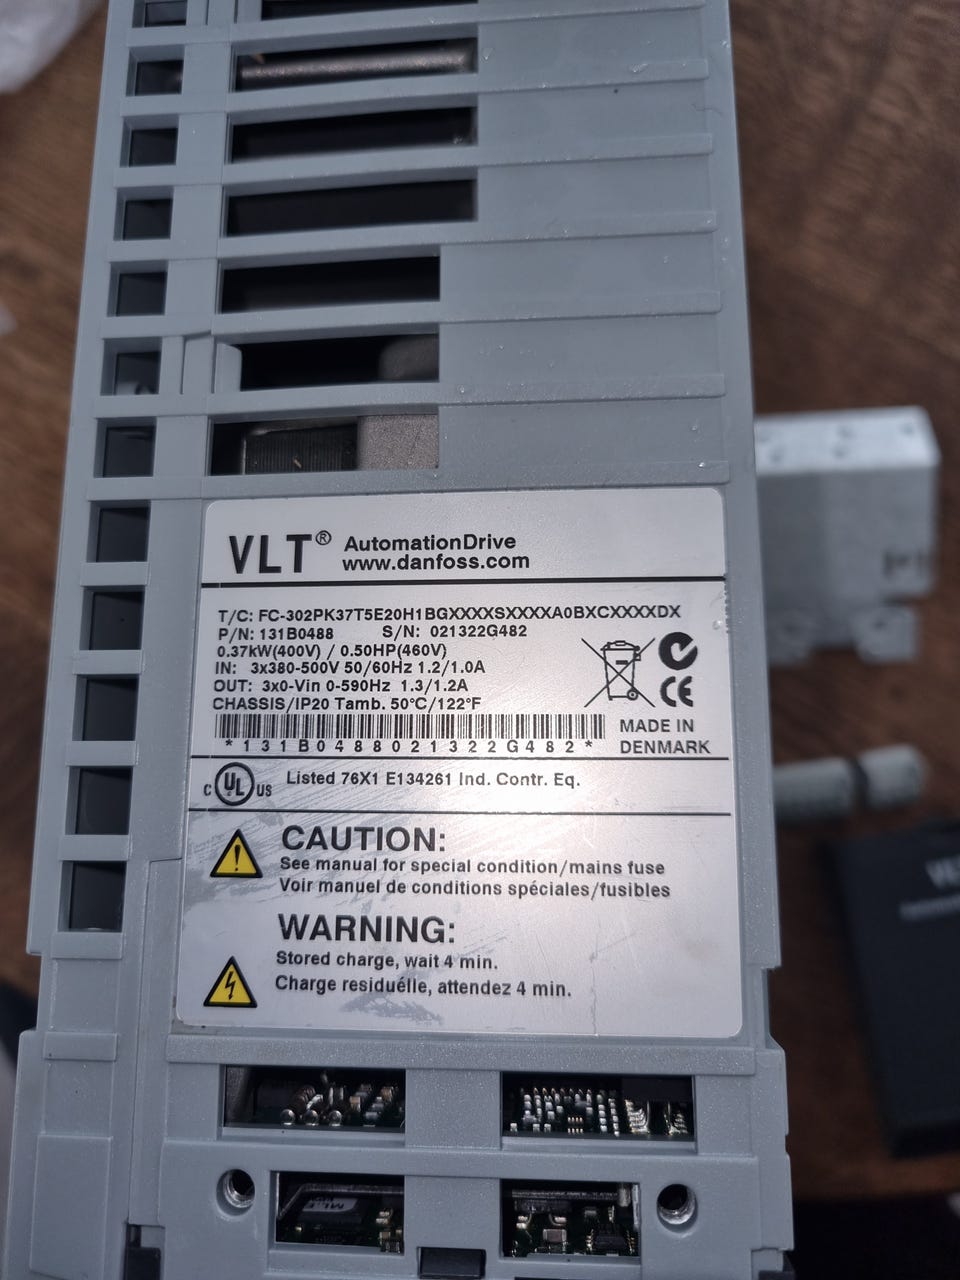 VLT® AutomationDrive
www.danfoss.com
T/C: FC-302PK37T5E20H1BGXXXXSXXXXA0BXCXXXXDX
P/N: 131B0488 S/N: 021322G482
0.37kW(400V) / 0.50HP(460V)
IN: 3x380-500V 50/60Hz 1.2/1.0A
OUT: 3x0-Vin 0-590Hz 1.3/1.2A
CHASSIS/IP20 Tamb. 50°C/122°F
*131B0488021322G482*
CE
MADE IN
DENMARK
c UL US Listed 76X1 E134261 Ind. Contr. Eq.
CAUTION:
See manual for special condition/mains fuse
Voir manuel de conditions spéciales/fusibles
WARNING:
Stored charge, wait 4 min.
Charge residuélle, attendez 4 min.